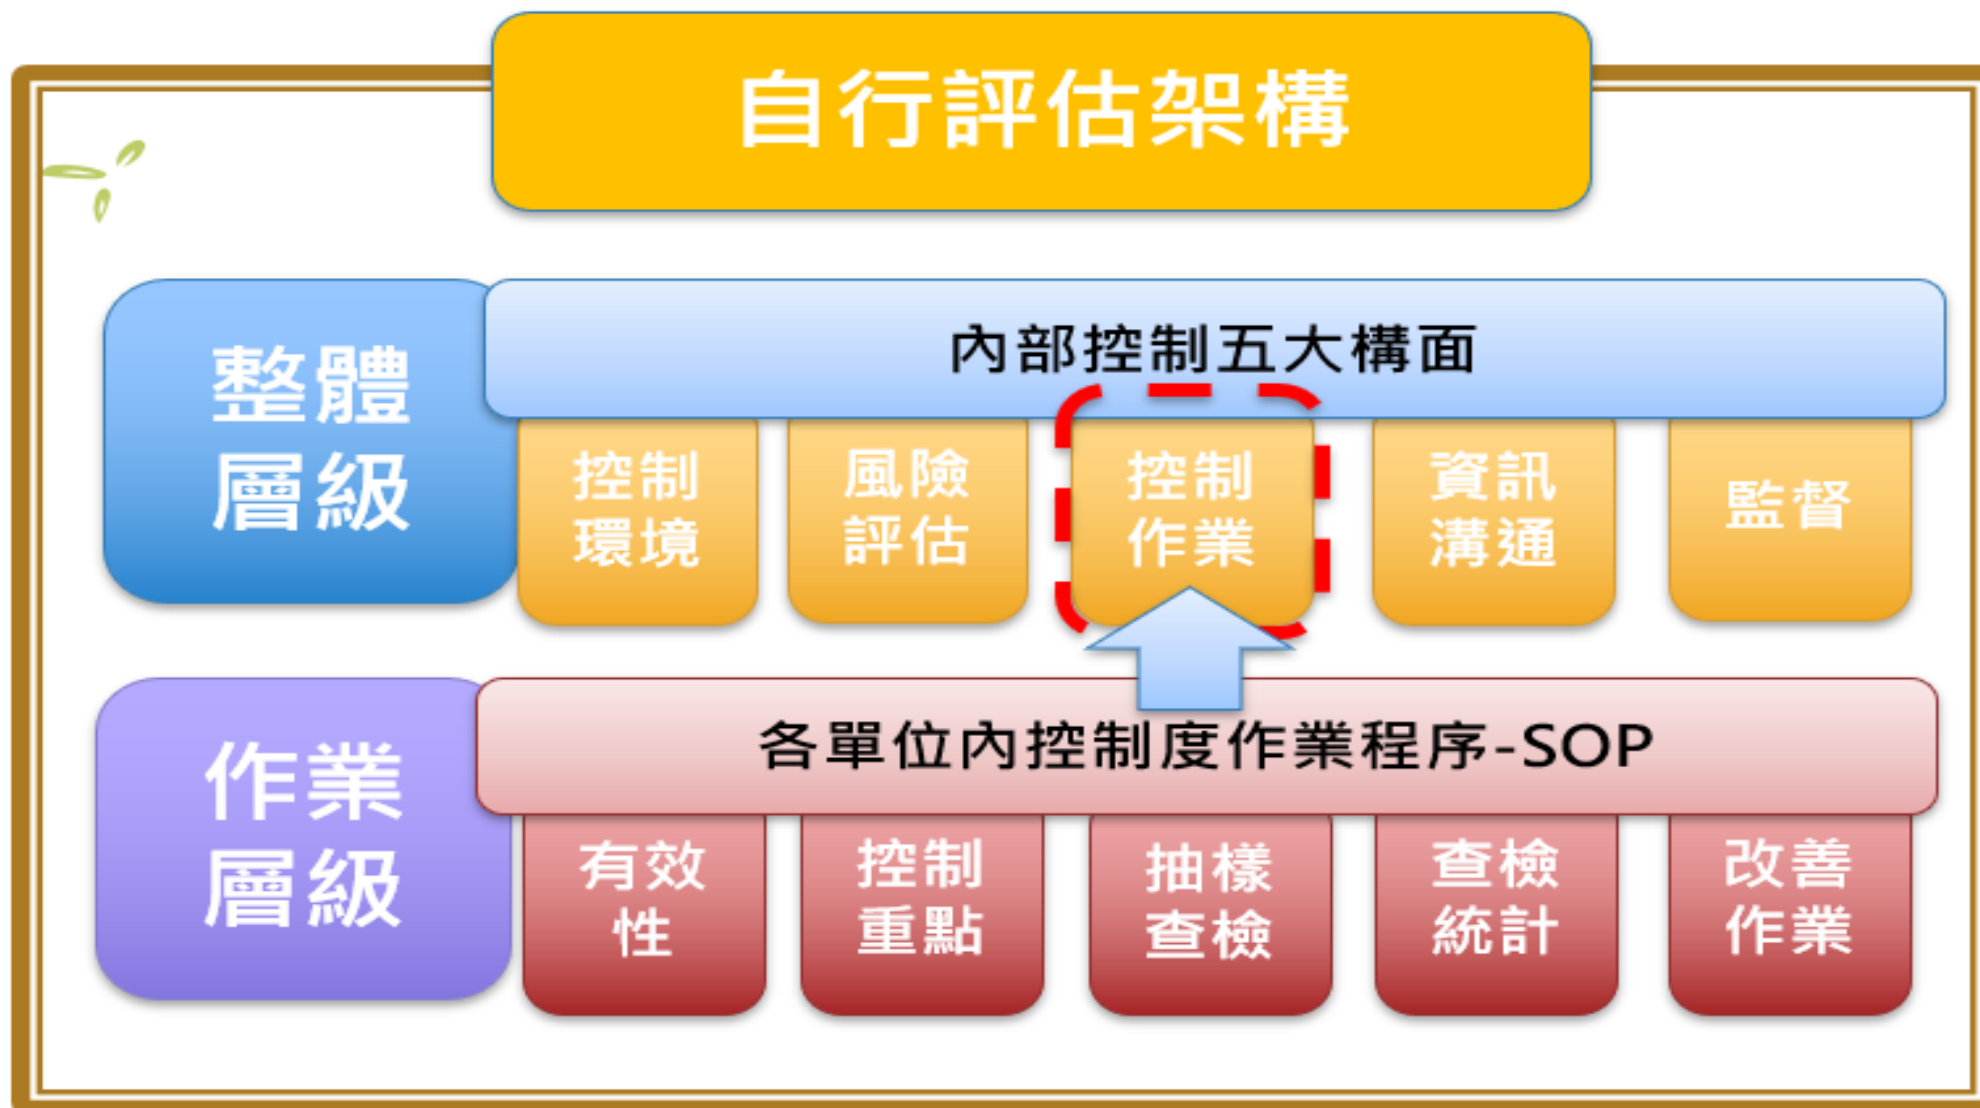 自行評估架構
整體
層級
內部控制五大構面
控制
環境
風險
評估
控制
作業
資訊
溝通
監督
作業
層級
各單位內控制度作業程序-SOP
有效
性
控制
重點
抽樣
查檢
查檢
統計
改善
作業